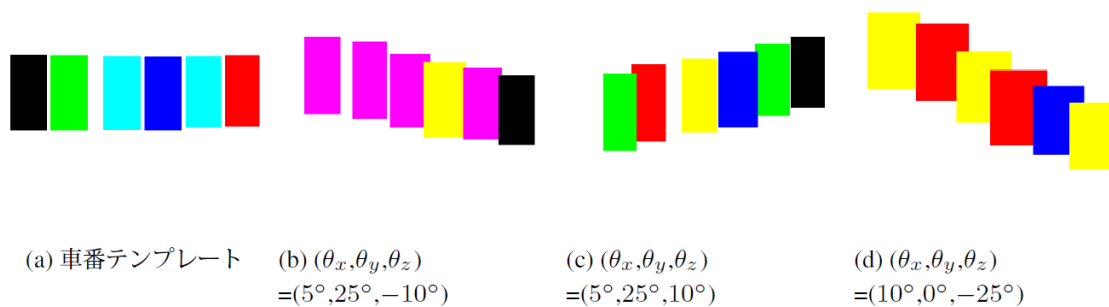 (a) 車番テンプレート
(b) (θx,θy,θz)
=(5°,25°,−10°)
(c) (θx,θy,θz)
=(5°,25°,10°)
(d) (θx,θy,θz)
=(10°,0°,−25°)